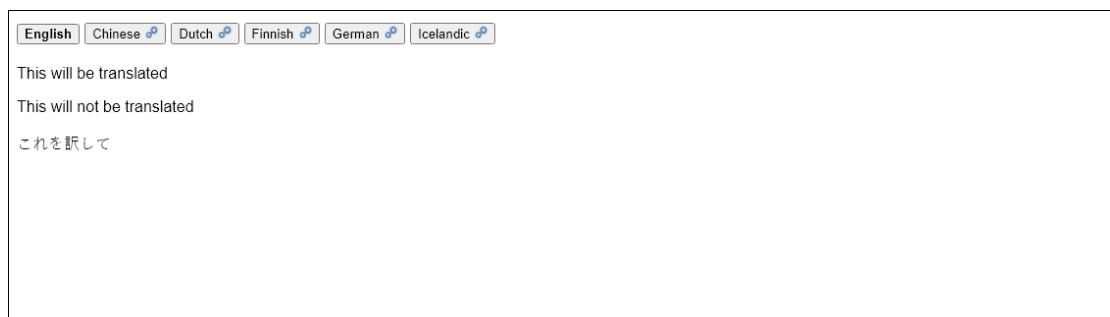 English Chinese Dutch Finnish German Icelandic
This will be translated
This will not be translated
これを訳して